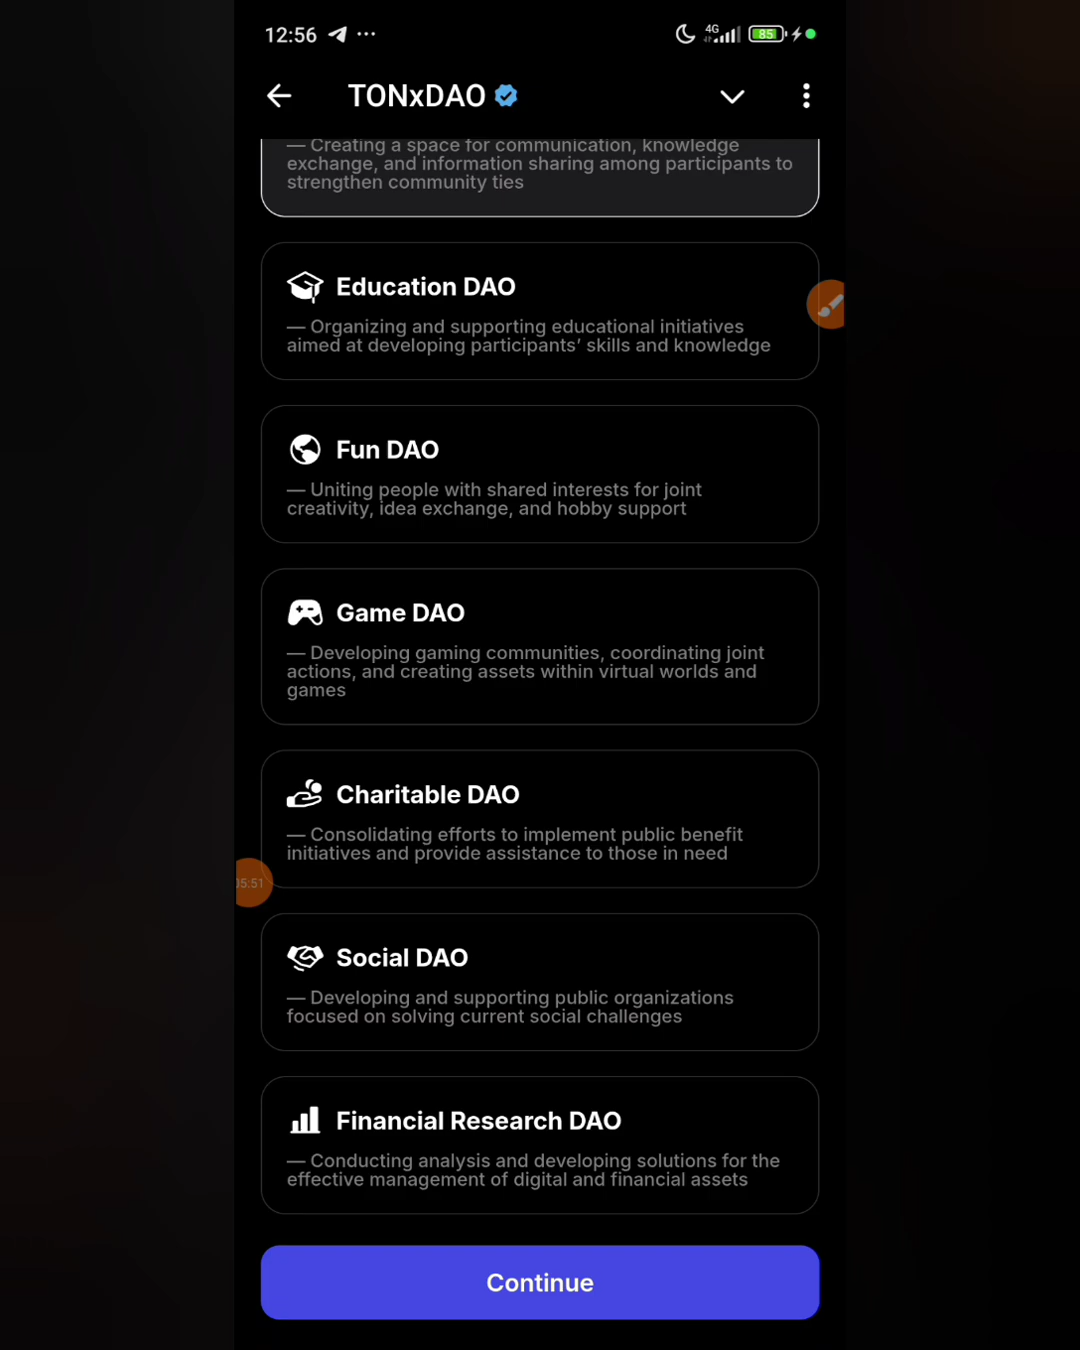 12:56
4G
85
TONxDAO
— Creating a space for communication, knowledge
exchange, and information sharing among participants to
strengthen community ties
Education DAO
— Organizing and supporting educational initiatives
aimed at developing participants’ skills and knowledge
Fun DAO
— Uniting people with shared interests for joint
creativity, idea exchange, and hobby support
Game DAO
— Developing gaming communities, coordinating joint
actions, and creating assets within virtual worlds and
games
Charitable DAO
— Consolidating efforts to implement public benefit
initiatives and provide assistance to those in need
05:51
Social DAO
— Developing and supporting public organizations
focused on solving current social challenges
Financial Research DAO
— Conducting analysis and developing solutions for the
effective management of digital and financial assets
Continue